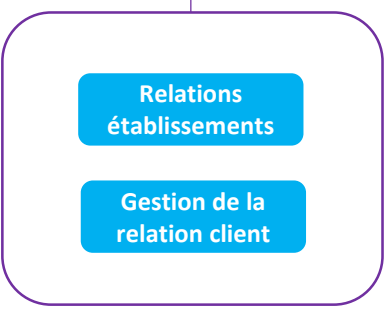 Relations
établissements
Gestion de la
relation client